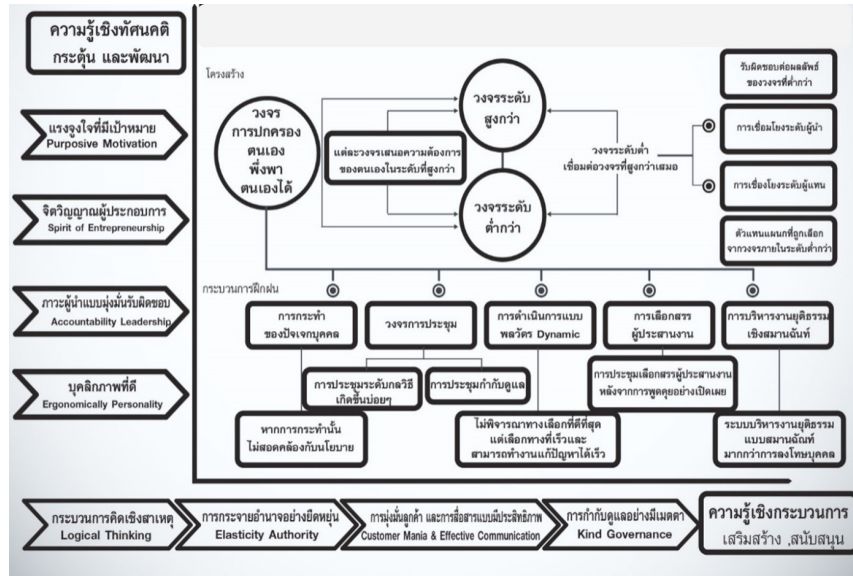 ความรู้เชิงทัศนคติ
กระตุ้น และพัฒนา
แรงจูงใจที่มีเป้าหมาย
Purposive Motivation
จิตวิญญาณผู้ประกอบการ
Spirit of Entrepreneurship
ภาวะผู้นำแบบมุ่งมั่นรับผิดชอบ
Accountability Leadership
บุคลิกภาพที่ดี
Ergonomically Personality
โครงสร้าง
วงจร
การปกครอง
ตนเอง
พึ่งพา
ตนเองได้
แต่ละวงจรเสนอความต้องการ
ของตนเองในระดับที่สูงกว่า
วงจรระดับ
สูงกว่า
วงจรระดับ
ต่ำกว่า
วงจรระดับต่ำ
เชื่อมต่อวงจรที่สูงกว่าเสมอ
รับผิดชอบต่อผลลัพธ์
ของวงจรที่ต่ำกว่า
การเชื่อมโยงระดับผู้นำ
การเชื่องโยงระดับผู้แทน
ตัวแทนแผนกที่ถูกเลือก
จากวงจรภายในระดับต่ำกว่า
กระบวนการฝึกฝน
การกระทำ
ของปัจเจกบุคคล
วงจรการประชุม
การดำเนินการแบบ
พลวัตร Dynamic
การเลือกสรร
ผู้ประสานงาน
การบริหารงานยุติธรรม
เชิงสมานฉันท์
การประชุมระดับกลวิธี
เกิดขึ้นบ่อยๆ
การประชุมกำกับดูแล
การประชุมเลือกสรรผู้ประสานงาน
หลังจากการพูดคุยอย่างเปิดเผย
หากการกระทำนั้น
ไม่สอดคล้องกับนโยบาย
ไม่พิจารณาทางเลือกที่ดีที่สุด
แต่เลือกทางที่เร็วและ
สามารถทำงานแก้ปัญหาได้เร็ว
ระบบบริหารงานยุติธรรม
แบบสมานฉันท์
มากกว่าการลงโทษบุคคล
กระบวนการคิดเชิงสาเหตุ
Logical Thinking
การกระจายอำนาจอย่างยืดหยุ่น
Elasticity Authority
การมุ่งมั่นลูกค้า และการสื่อสารแบบมีประสิทธิภาพ
Customer Mania & Effective Communication
การกำกับดูแลอย่างมีเมตตา
Kind Governance
ความรู้เชิงกระบวนการ
เสริมสร้าง ,สนับสนุน